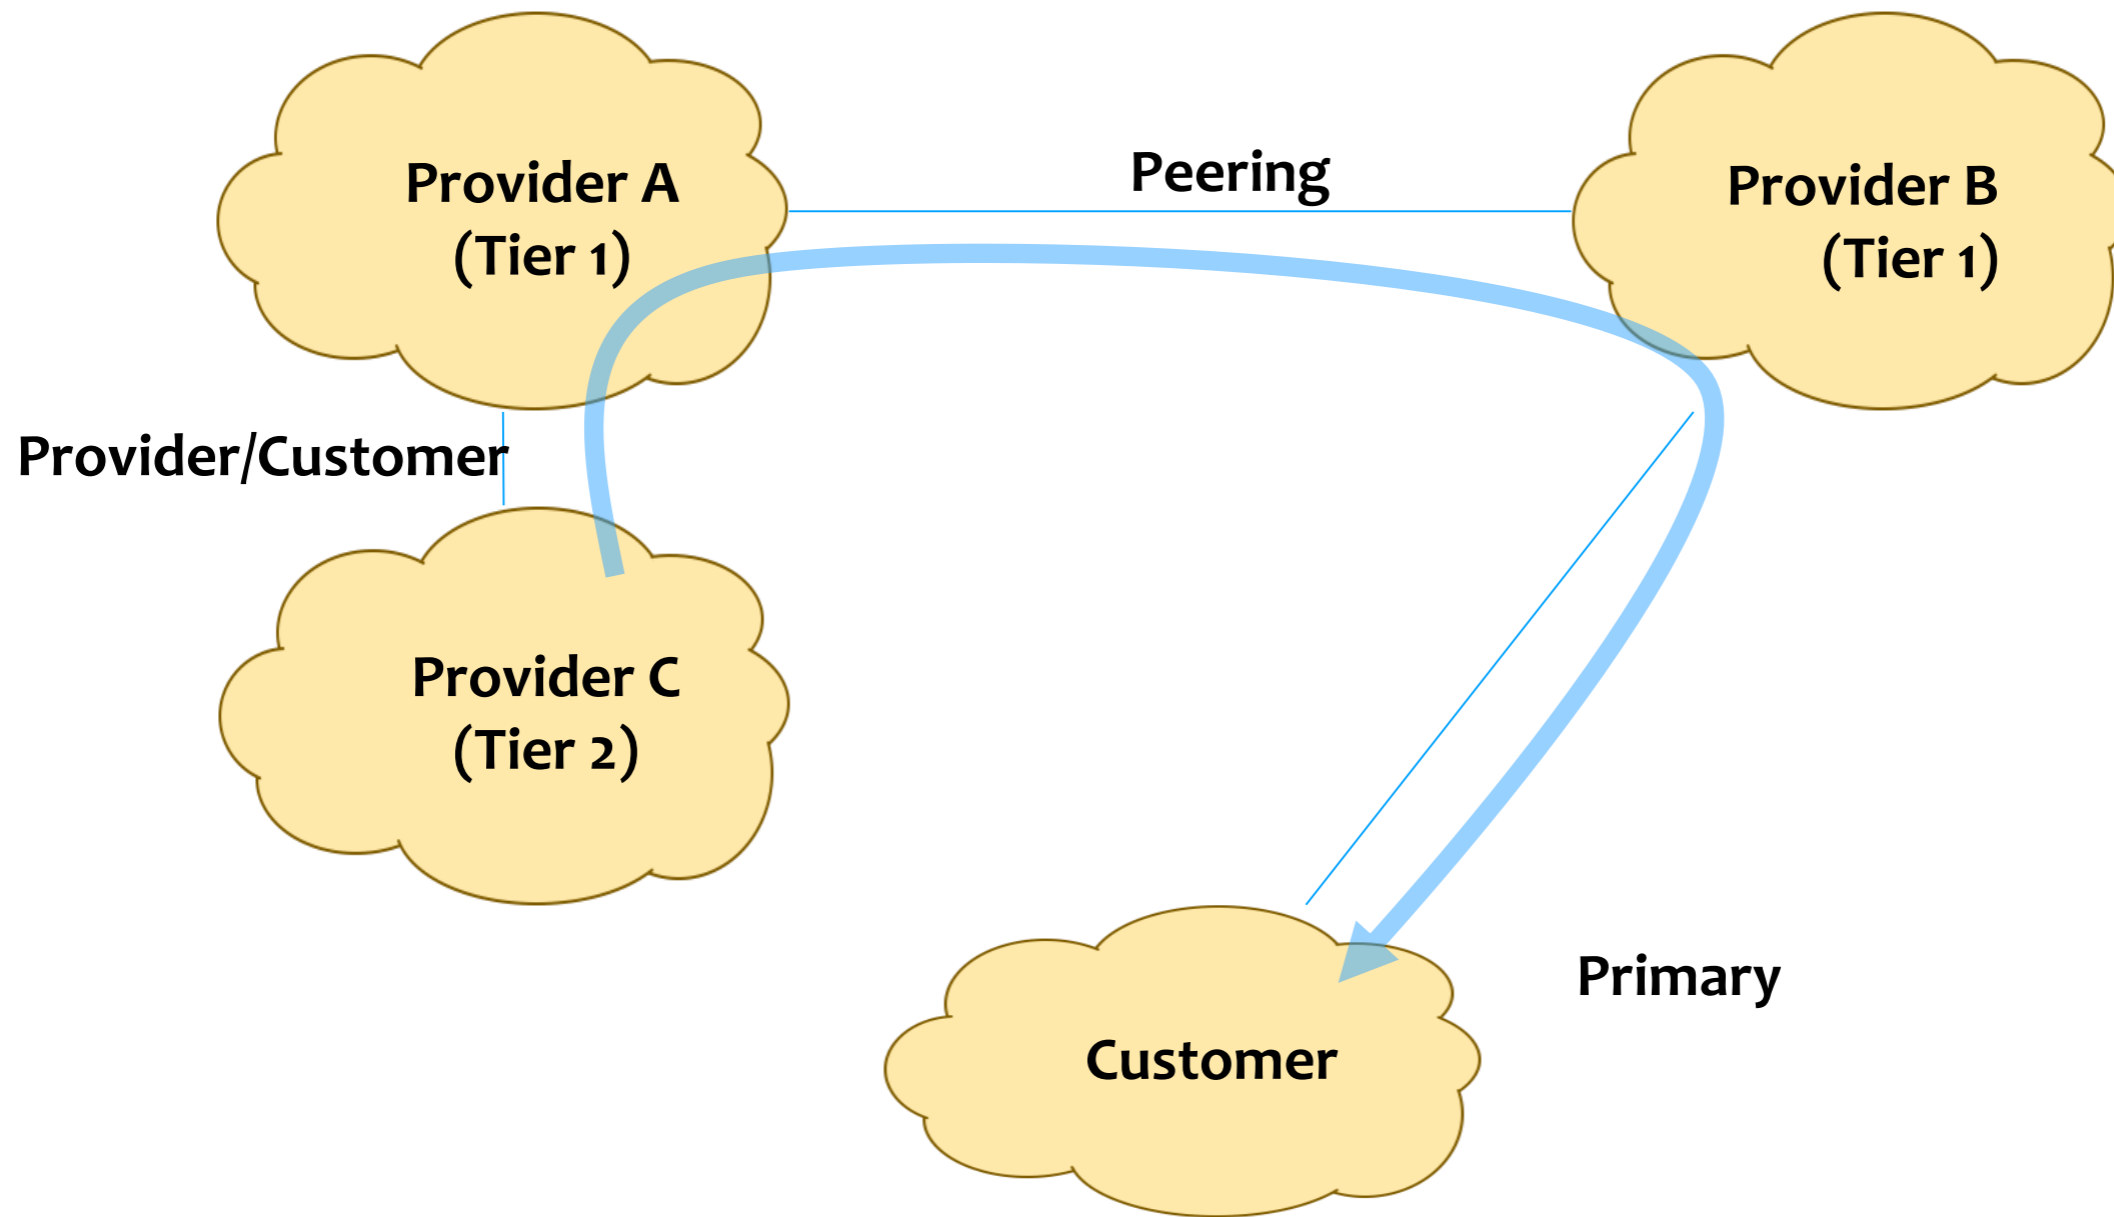 Provider A
(Tier 1)
Peering
Provider B
(Tier 1)
Provider/Customer
Provider C
(Tier 2)
Primary
Customer